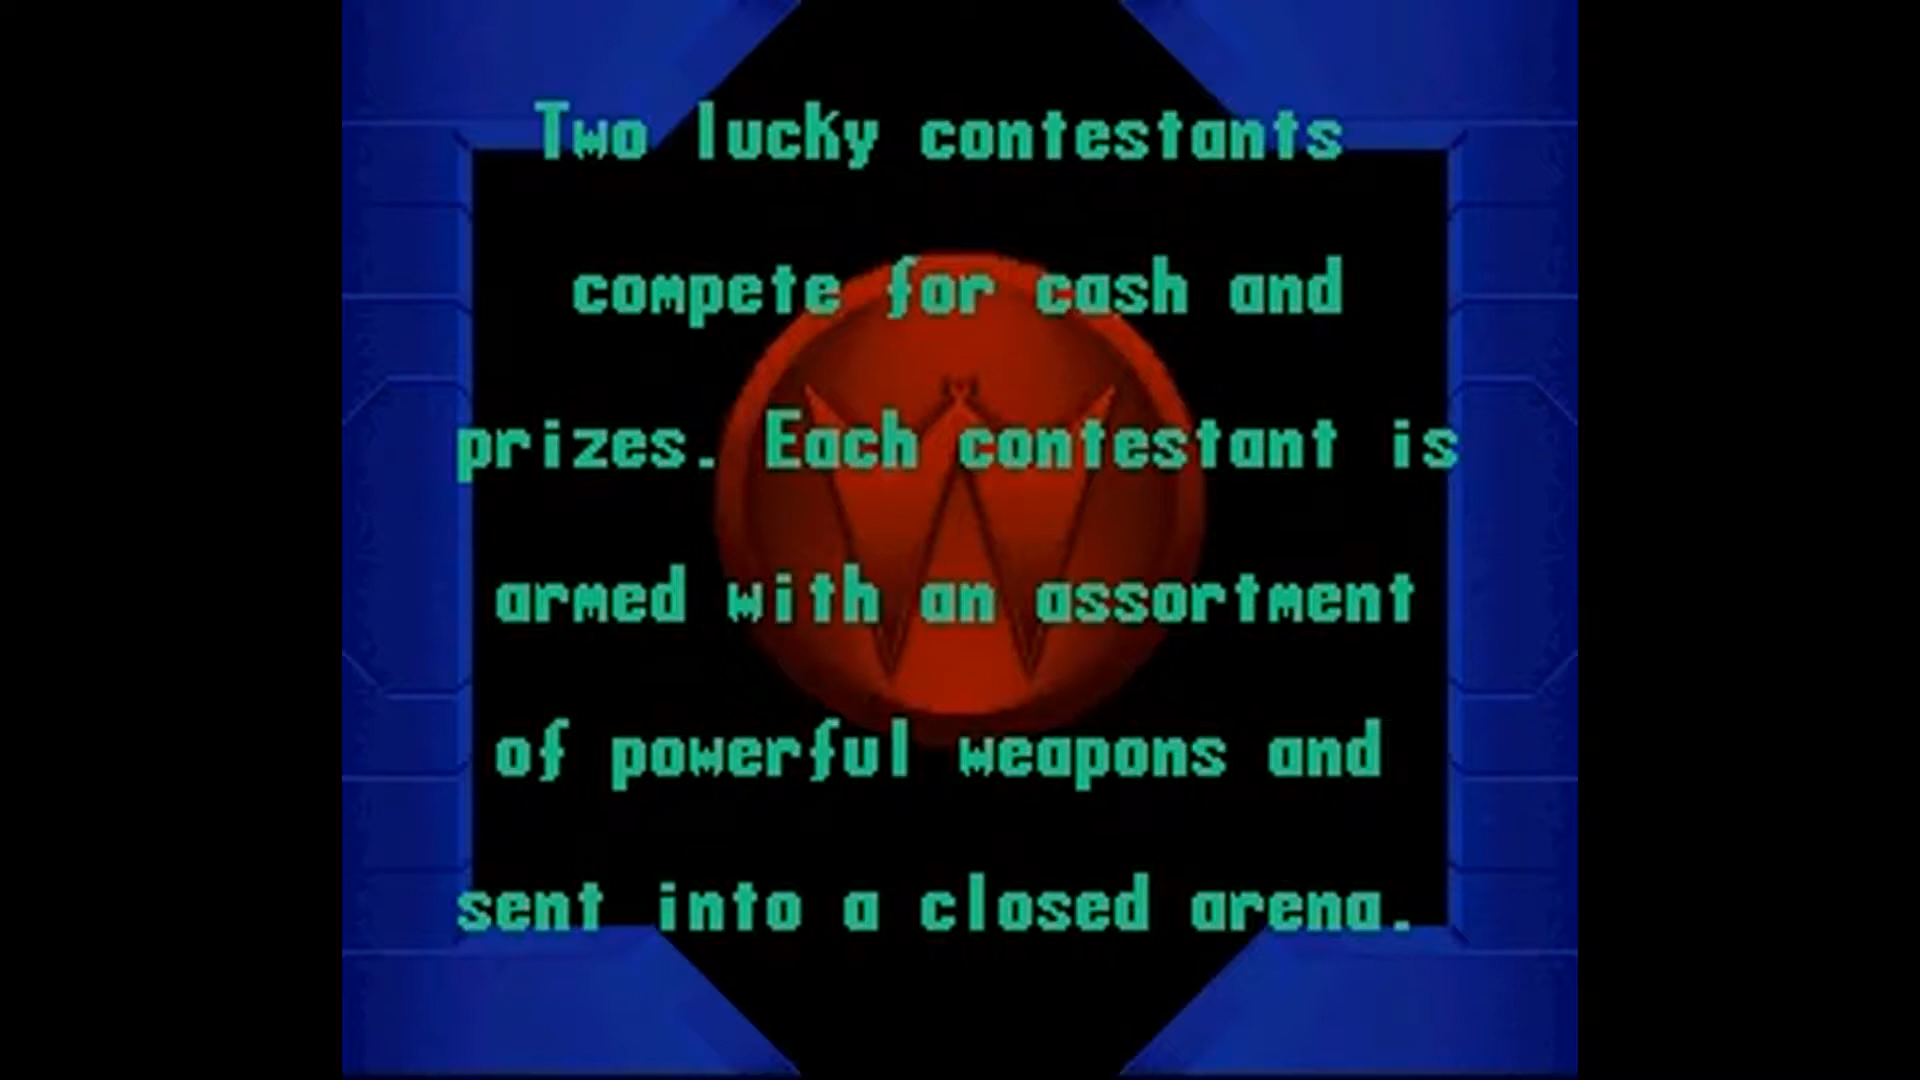 Two lucky contestants
compete for cash and
prizes. Each contestant is
armed with an assortment
of powerful weapons and
sent into a closed arena.